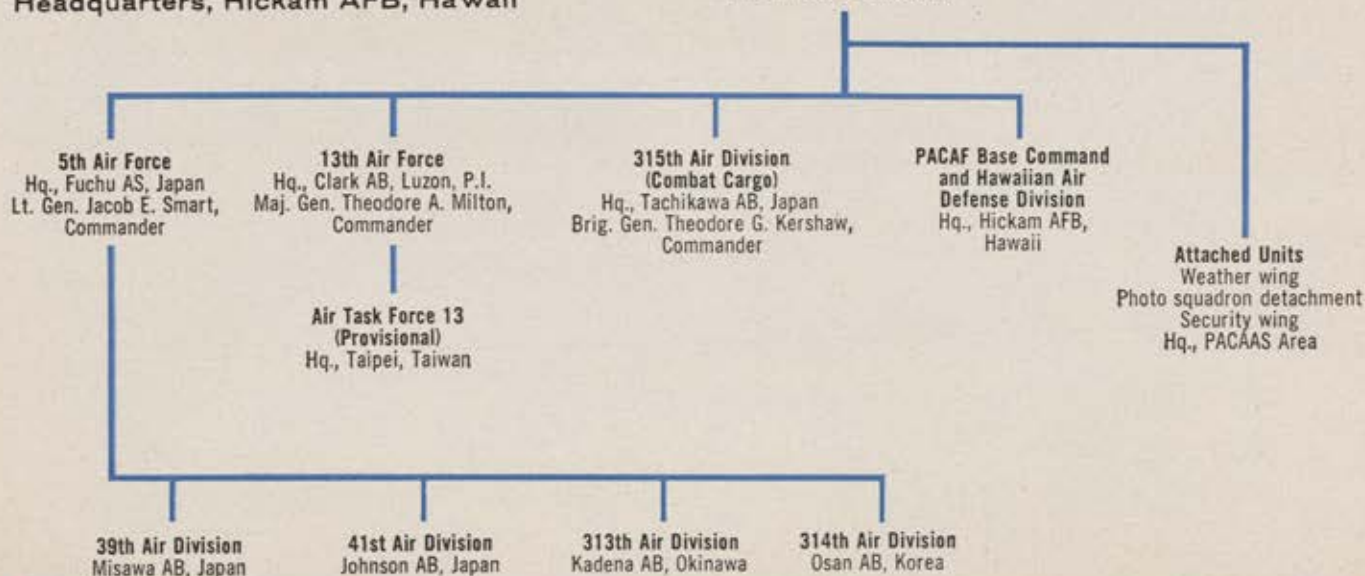 Headquarters, Hickam AFB, Hawaii
5th Air Force
Hq., Fuchu AS, Japan
Lt. Gen. Jacob E. Smart,
Commander
13th Air Force
Hq., Clark AB, Luzon, P.I.
Maj. Gen. Theodore A. Milton,
Commander
Air Task Force 13
(Provisional)
Hq., Taipei, Taiwan
315th Air Division
(Combat Cargo)
Hq., Tachikawa AB, Japan
Brig. Gen. Theodore G. Kershaw,
Commander
PACAF Base Command
and Hawaiian Air
Defense Division
Hq., Hickam AFB,
Hawaii
Attached Units
Weather wing
Photo squadron detachment
Security wing
Hq., PACAAS Area
39th Air Division
Misawa AB, Japan
41st Air Division
Johnson AB, Japan
313th Air Division
Kadena AB, Okinawa
314th Air Division
Osan AB, Korea